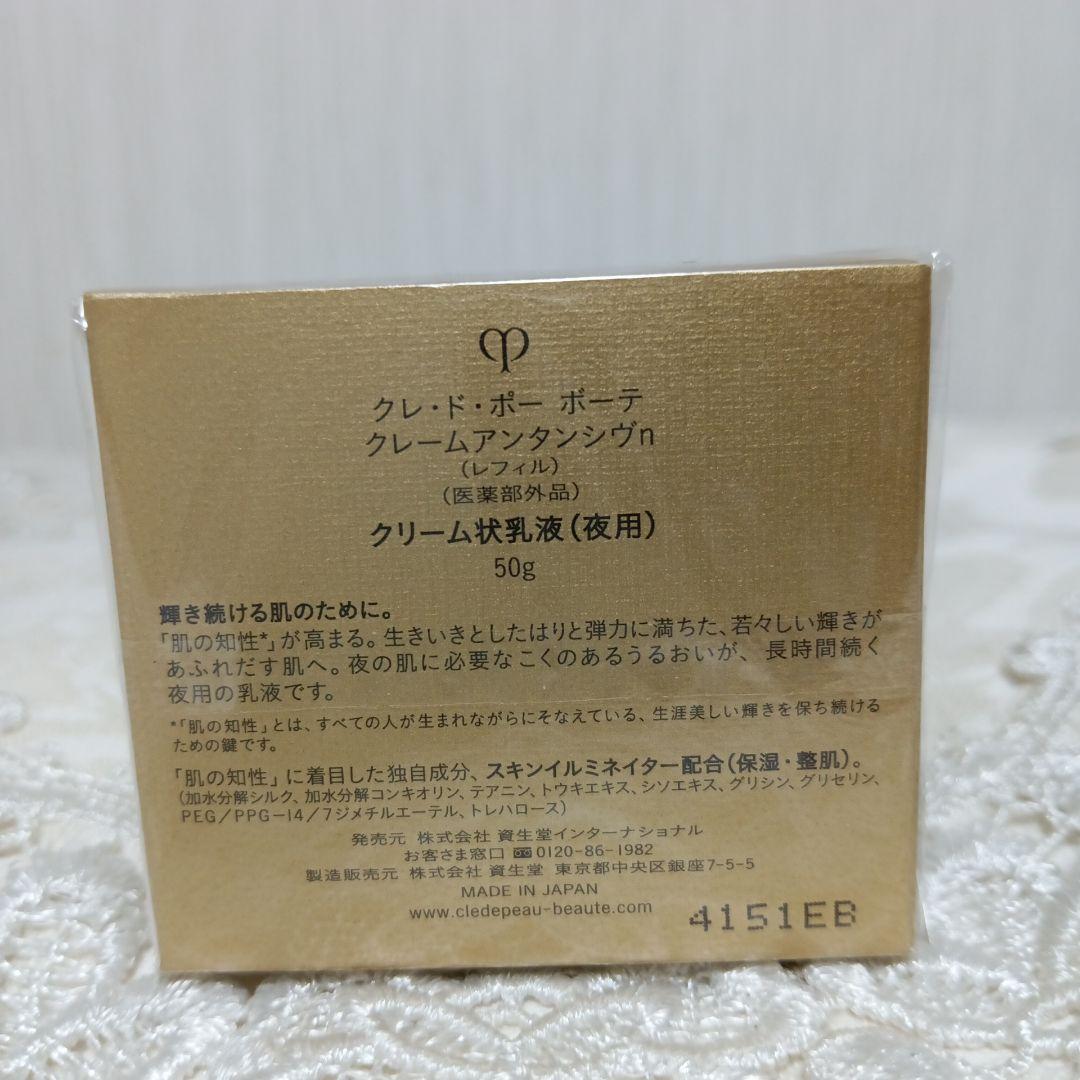 クレ・ド・ポー ボーテ
クレームアンタンシヴn
(レフィル)
(医薬部外品)
クリーム状乳液(夜用)
50g
輝き続ける肌のために。
「肌の知性*」が高まる。生きいきとしたはりと弾力に満ちた、若々しい輝きが
あふれだす肌へ。夜の肌に必要なこくのあるうるおいが、長時間続く
夜用の乳液です。
*「肌の知性」とは、すべての人が生まれながらにそなえている、生涯美しい輝きを保ち続ける
ための鍵です。
「肌の知性」に着目した独自成分、スキンイルミネイター配合(保湿・整肌)。
(加水分解シルク、加水分解コンキオリン、テアニン、トウキエキス、シソエキス、グリシン、グリセリン、
PEG/PPG-14/7ジメチルエーテル、トレハロース)
発売元 株式会社 資生堂インターナショナル
お客さま窓口 0120-86-1982
製造販売元 株式会社 資生堂 東京都中央区銀座7-5-5
MADE IN JAPAN
www.cledepeau-beaute.com
4151EB